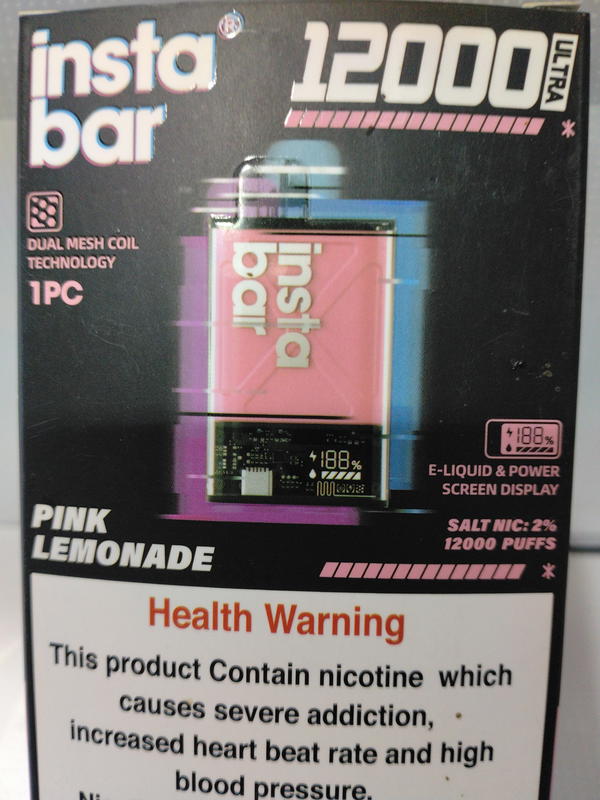 insta®
bar
12000
ULTRA
DUAL MESH COIL
TECHNOLOGY
1PC
insta
bar
188%
188%
E-LIQUID & POWER
SCREEN DISPLAY
PINK
LEMONADE
SALT NIC: 2%
12000 PUFFS
Health Warning
This product Contain nicotine which
causes severe addiction,
increased heart beat rate and high
blood pressure.